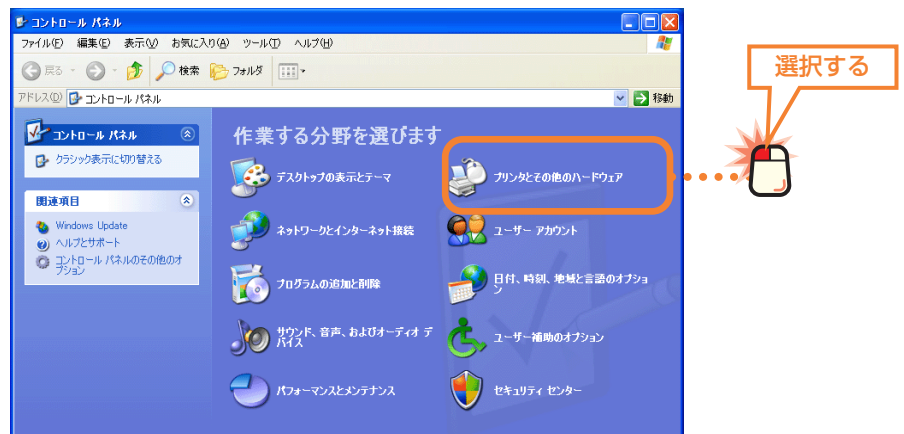 コントロール パネル
ファイル(F) 編集(E) 表示(V) お気に入り(A) ツール(T) ヘルプ(H)
戻る 検索 フォルダ
アドレス(D) コントロール パネル 移動
選択する
コントロール パネル
クラシック表示に切り替える
関連項目
Windows Update
ヘルプとサポート
コントロール パネルのその他のオ
プション
作業する分野を選びます
デスクトップの表示とテーマ
プリンタとその他のハードウェア
ネットワークとインターネット接続
ユーザー アカウント
プログラムの追加と削除
日付、時刻、地域と言語のオプショ
ン
サウンド、音声、およびオーディオ デ
バイス
ユーザー補助のオプション
パフォーマンスとメンテナンス
セキュリティ センター